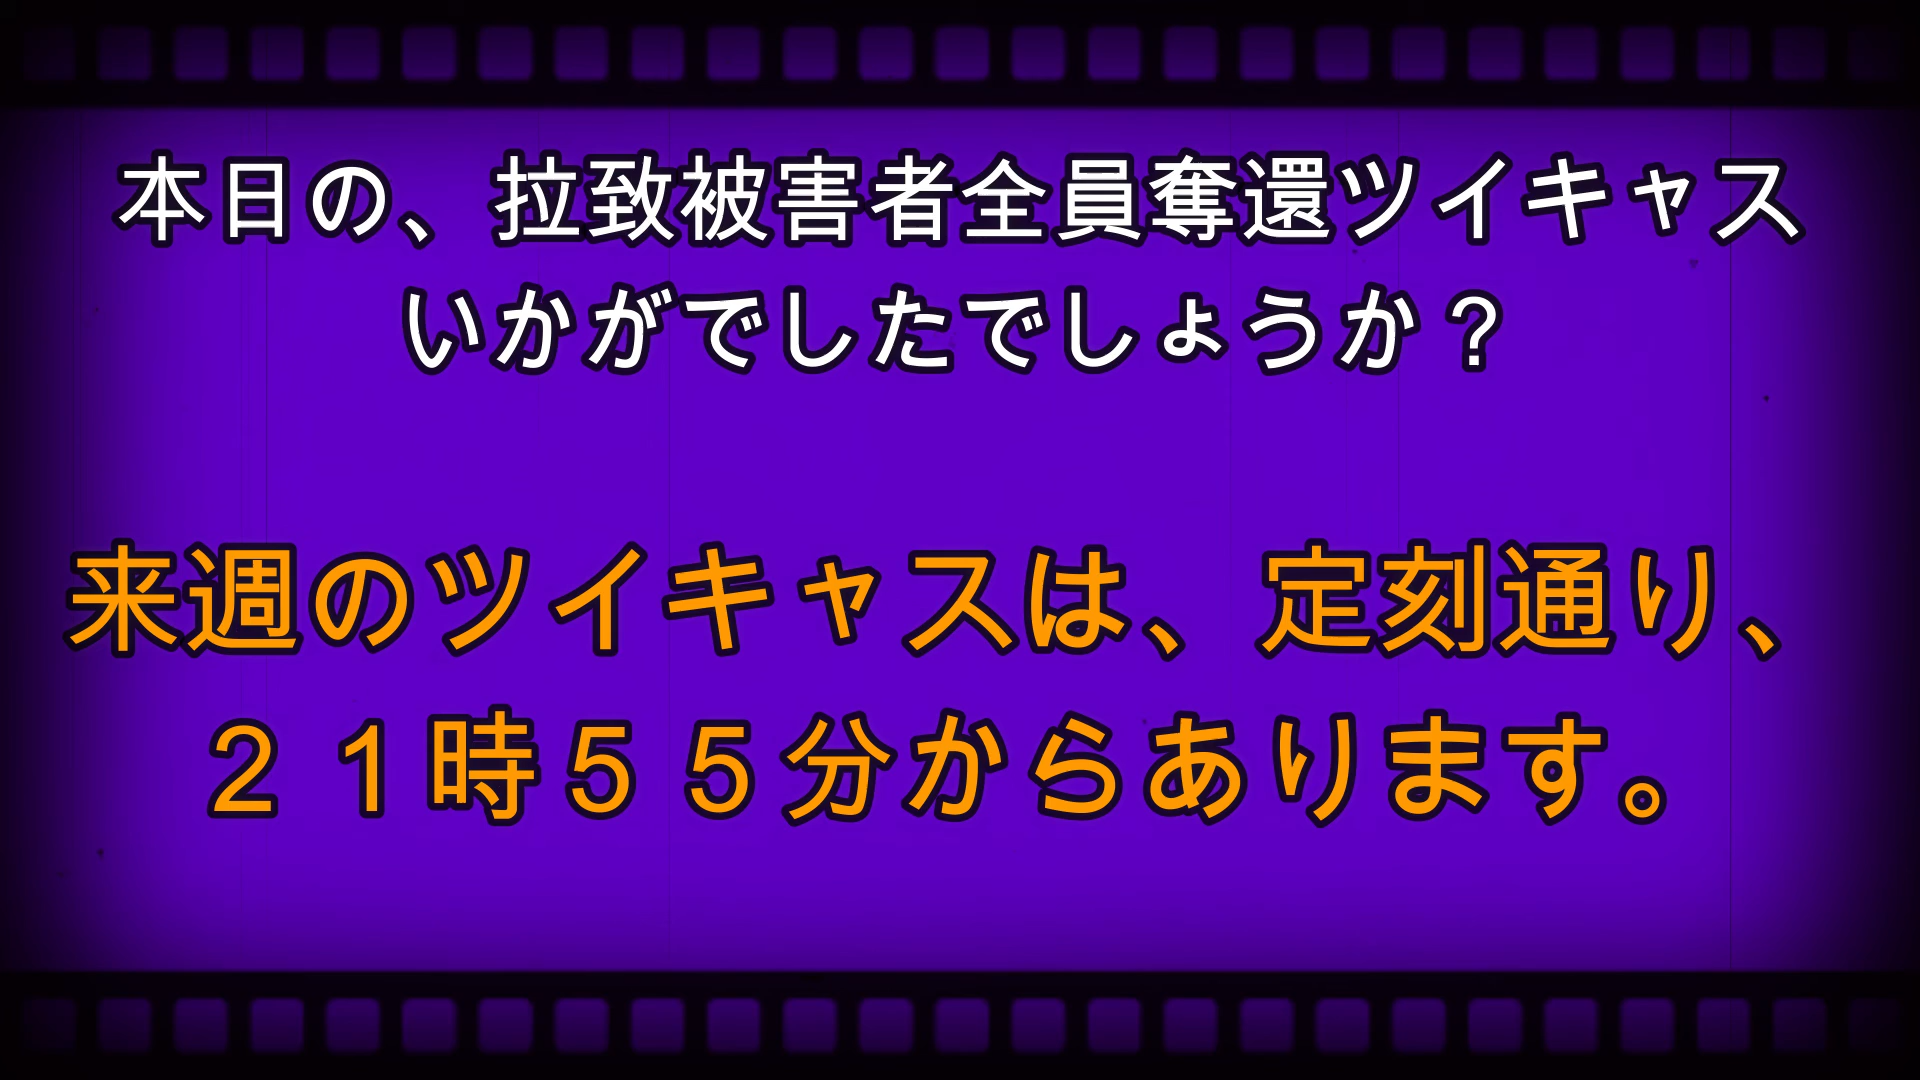 本日の、拉致被害者全員奪還ツイキャス
いかがでしたでしょうか？
来週のツイキャスは、定刻通り、
２１時５５分からあります。